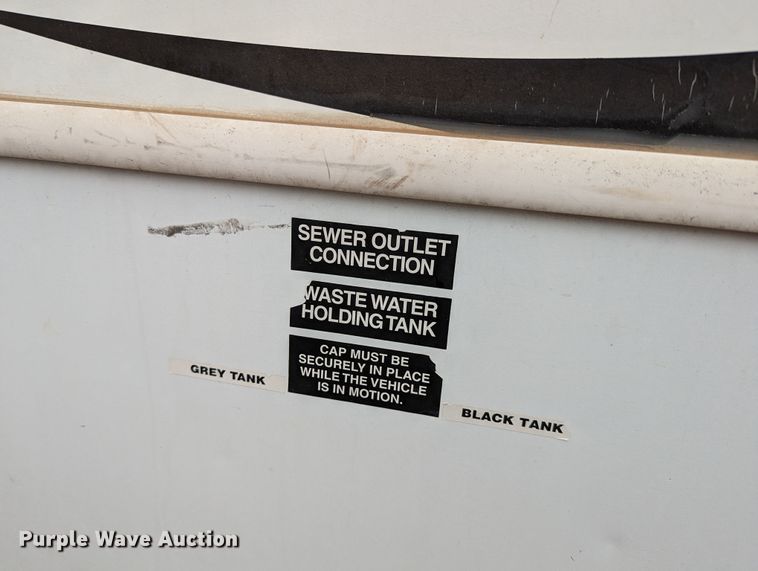 SEWER OUTLET
CONNECTION
WASTE WATER
HOLDING TANK
CAP MUST BE
SECURELY IN PLACE
WHILE THE VEHICLE
IS IN MOTION.
GREY TANK
BLACK TANK
Purple Wave Auction